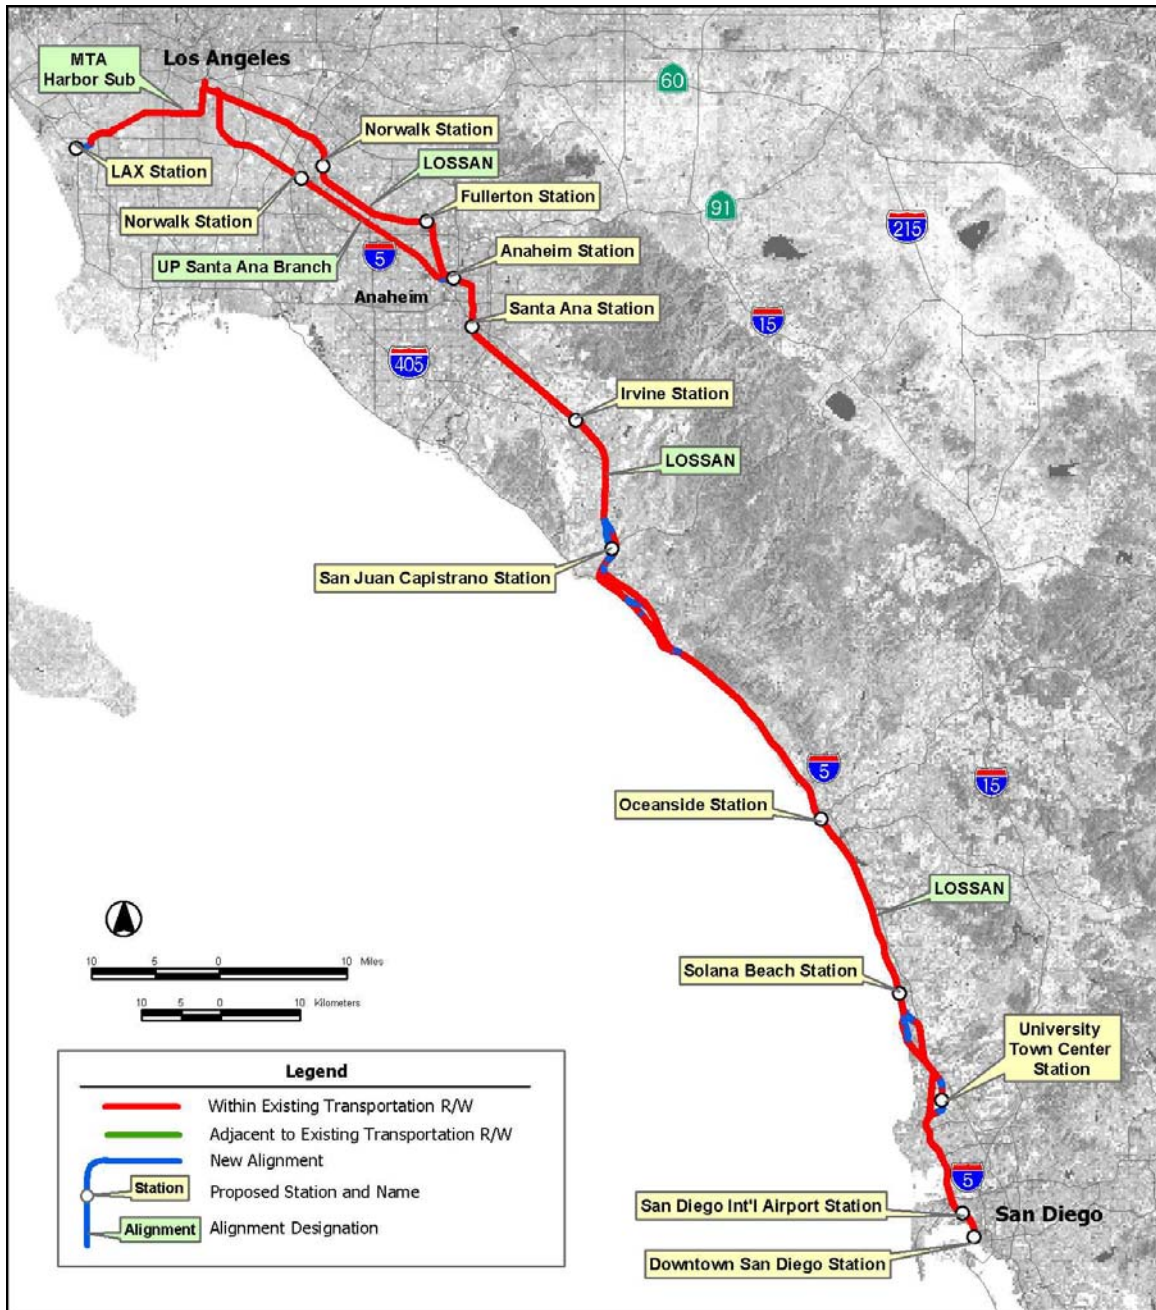 MTA
Harbor Sub
Los Angeles
60
Norwalk Station
LOSSAN
LAX Station
Fullerton Station
Norwalk Station
91
215
5
Anaheim Station
UP Santa Ana Branch
Anaheim
Santa Ana Station
15
405
Irvine Station
LOSSAN
San Juan Capistrano Station
5
15
Oceanside Station
LOSSAN
10 5 0 10 Miles
Solana Beach Station
10 5 0 10 Kilometers
University
Town Center
Station
Legend
Within Existing Transportation R/W
Adjacent to Existing Transportation R/W
New Alignment
Station Proposed Station and Name
Alignment Alignment Designation
5
San Diego Int'l Airport Station
San Diego
Downtown San Diego Station